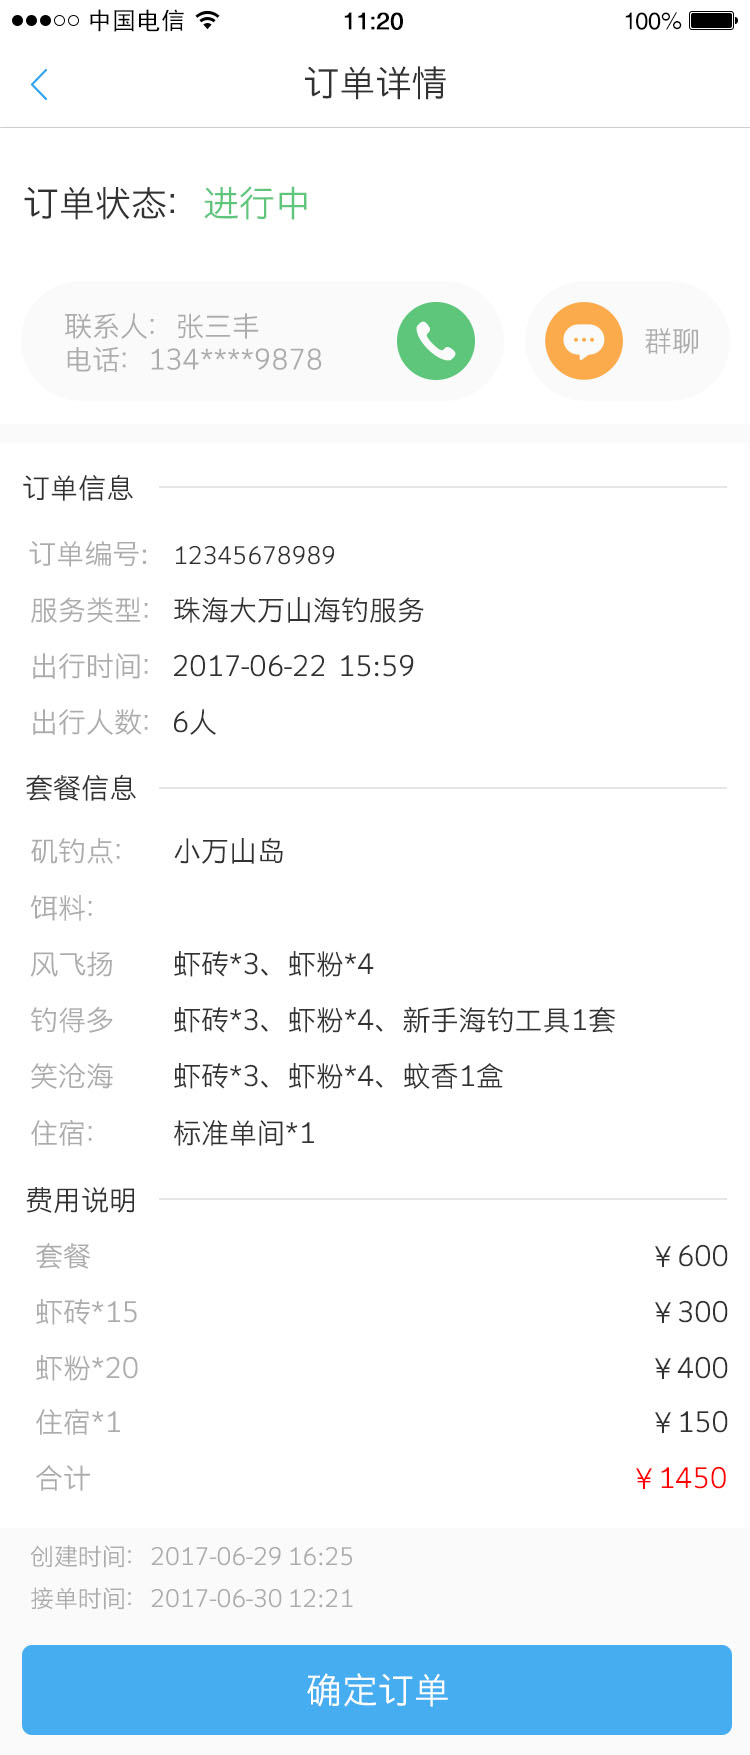 中国电信 11:20 100%
订单详情
订单状态: 进行中
联系人: 张三丰
电话: 134****9878
群聊
订单信息
订单编号: 12345678989
服务类型: 珠海大万山海钓服务
出行时间: 2017-06-22 15:59
出行人数: 6人
套餐信息
矶钓点: 小万山岛
饵料:
风飞扬 虾砖*3、虾粉*4
钓得多 虾砖*3、虾粉*4、新手海钓工具1套
笑沧海 虾砖*3、虾粉*4、蚊香1盒
住宿: 标准单间*1
费用说明
套餐 ￥600
虾砖*15 ￥300
虾粉*20 ￥400
住宿*1 ￥150
合计 ￥1450
创建时间: 2017-06-29 16:25
接单时间: 2017-06-30 12:21
确定订单